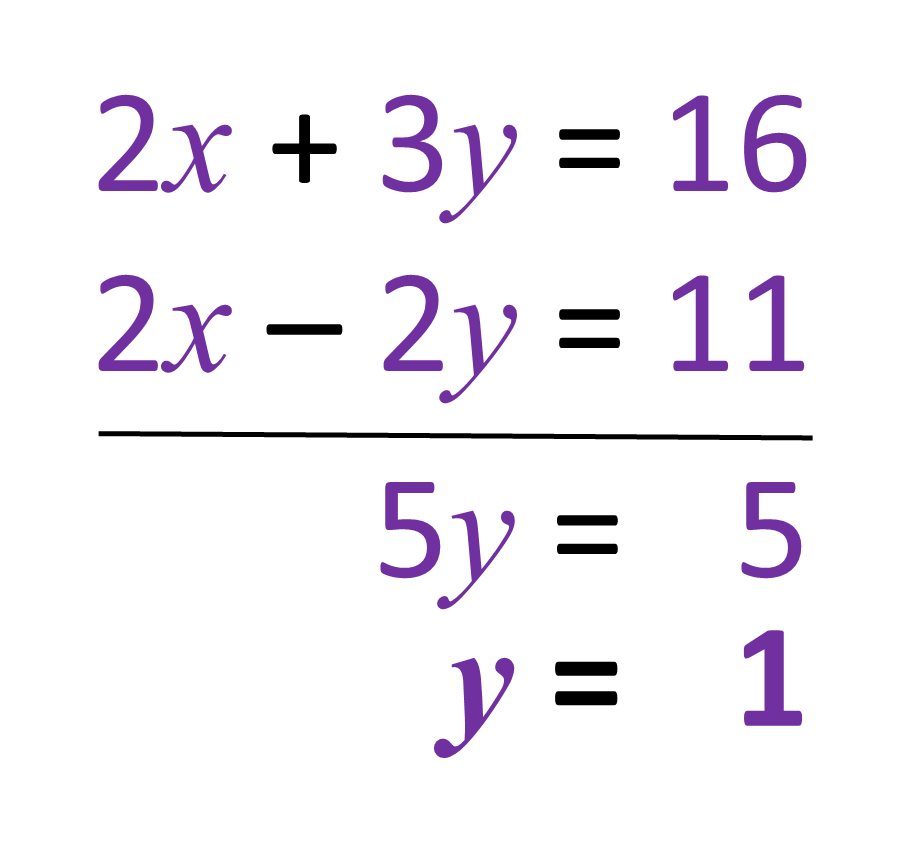 2x + 3y = 16
2x − 2y = 11
5y = 5
y = 1